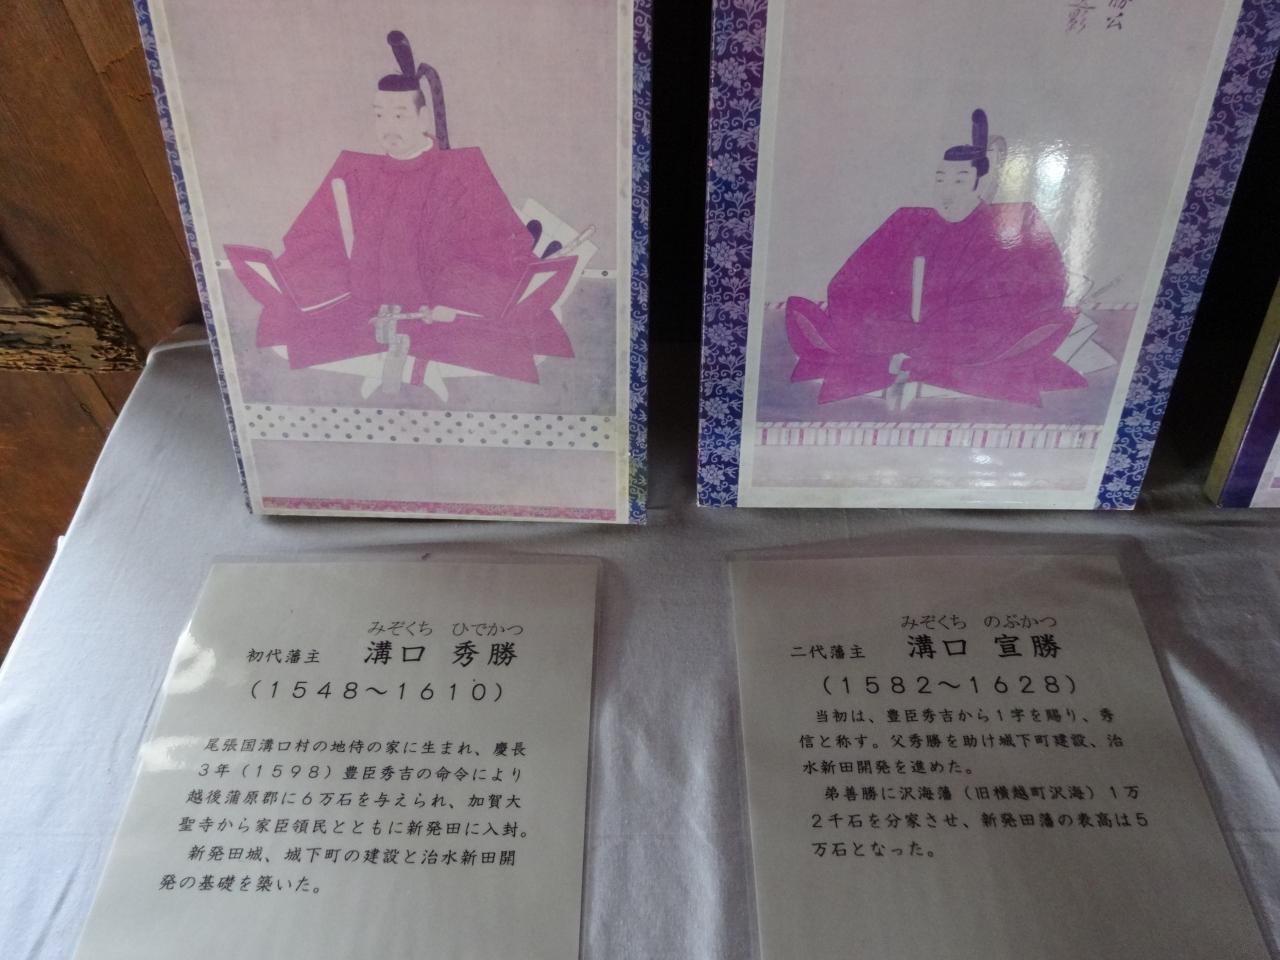 勝公
影
みぞくち ひでかつ
初代藩主 溝口 秀勝
(1548～1610)
尾張国溝口村の地侍の家に生まれ、慶長
3年(1598)豊臣秀吉の命令により
越後蒲原郡に6万石を与えられ、加賀大
聖寺から家臣領民とともに新発田に入封。
新発田城、城下町の建設と治水新田開
発の基礎を築いた。
みぞくち のぶかつ
二代藩主 溝口 宣勝
(1582～1628)
当初は、豊臣秀吉から1字を賜り、秀
信と称す。父秀勝を助け城下町建設、治
水新田開発を進めた。
弟善勝に沢海藩(旧横越町沢海)1万
2千石を分家させ、新発田藩の表高は5
万石となった。